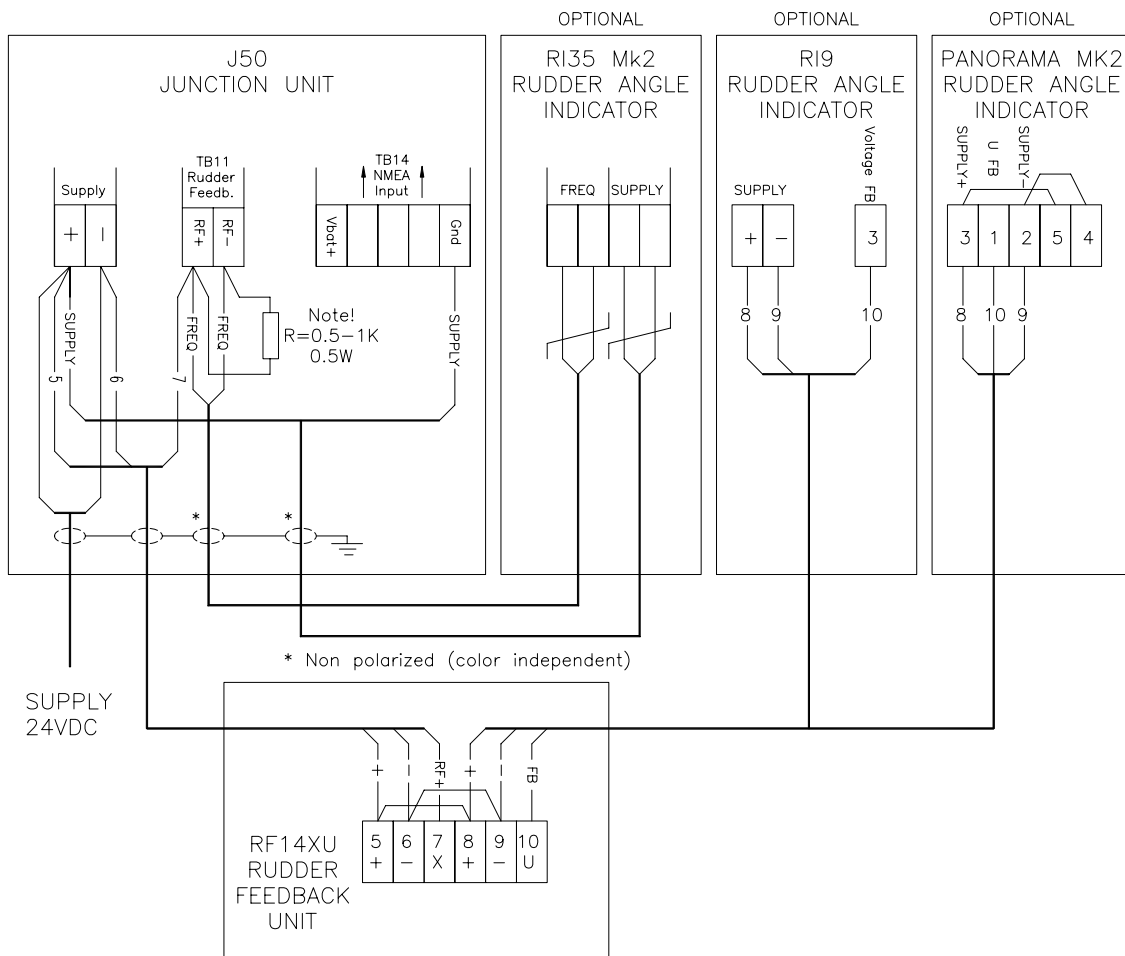 OPTIONAL
OPTIONAL
OPTIONAL
J50
JUNCTION UNIT
RI35 Mk2
RUDDER ANGLE
INDICATOR
RI9
RUDDER ANGLE
INDICATOR
PANORAMA MK2
RUDDER ANGLE
INDICATOR
Supply
TB11
Rudder
Feedb.
TB14
NMEA
Input
FREQ
SUPPLY
SUPPLY
Voltage FB
SUPPLY+
U FB
SUPPLY-
+
-
RF+
RF-
Vbat+
Gnd
+
-
3
3
1
2
5
4
SUPPLY
FREQ
FREQ
Note!
R=0.5-1K
0.5W
SUPPLY
8
9
10
8
10
9
5
6
7
*
*
* Non polarized (color independent)
SUPPLY
24VDC
+
-
RF+
+
-
FB
5
+
6
-
7
X
8
+
9
-
10
U
RF14XU
RUDDER
FEEDBACK
UNIT